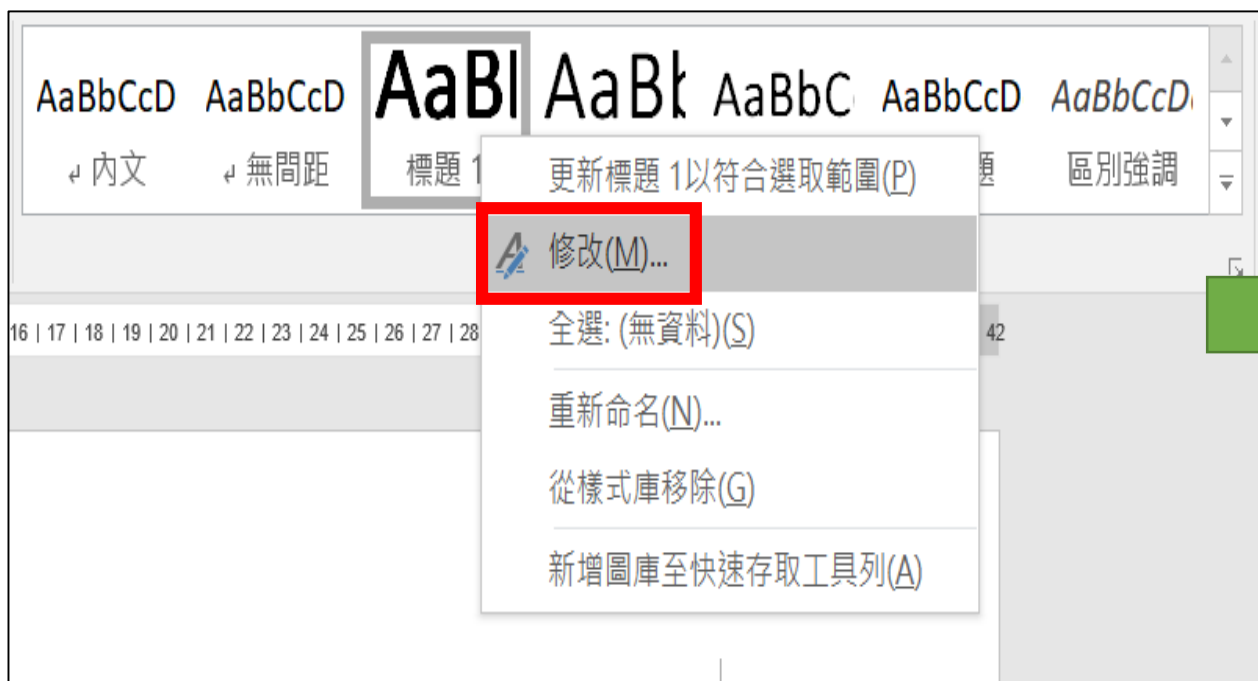 AaBbCcD AaBbCcD AaBl AaBb AaBbC AaBbCcD AaBbCcD
↲ 內文 ↲ 無間距 標題 1 題 區別強調
更新標題 1以符合選取範圍(P)
修改(M)...
全選: (無資料)(S)
16 | 17 | 18 | 19 | 20 | 21 | 22 | 23 | 24 | 25 | 26 | 27 | 28 42
重新命名(N)...
從樣式庫移除(G)
新增圖庫至快速存取工具列(A)